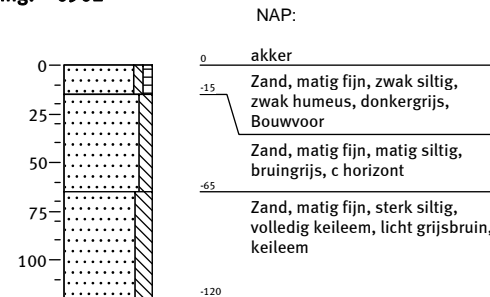 NAP:
0
25
50
75
100
0
akker
-15
Zand, matig fijn, zwak siltig,
zwak humeus, donkergrijs,
Bouwvoor
Zand, matig fijn, matig siltig,
bruingrijs, c horizont
-65
Zand, matig fijn, sterk siltig,
volledig keileem, licht grijsbruin,
keileem
-120